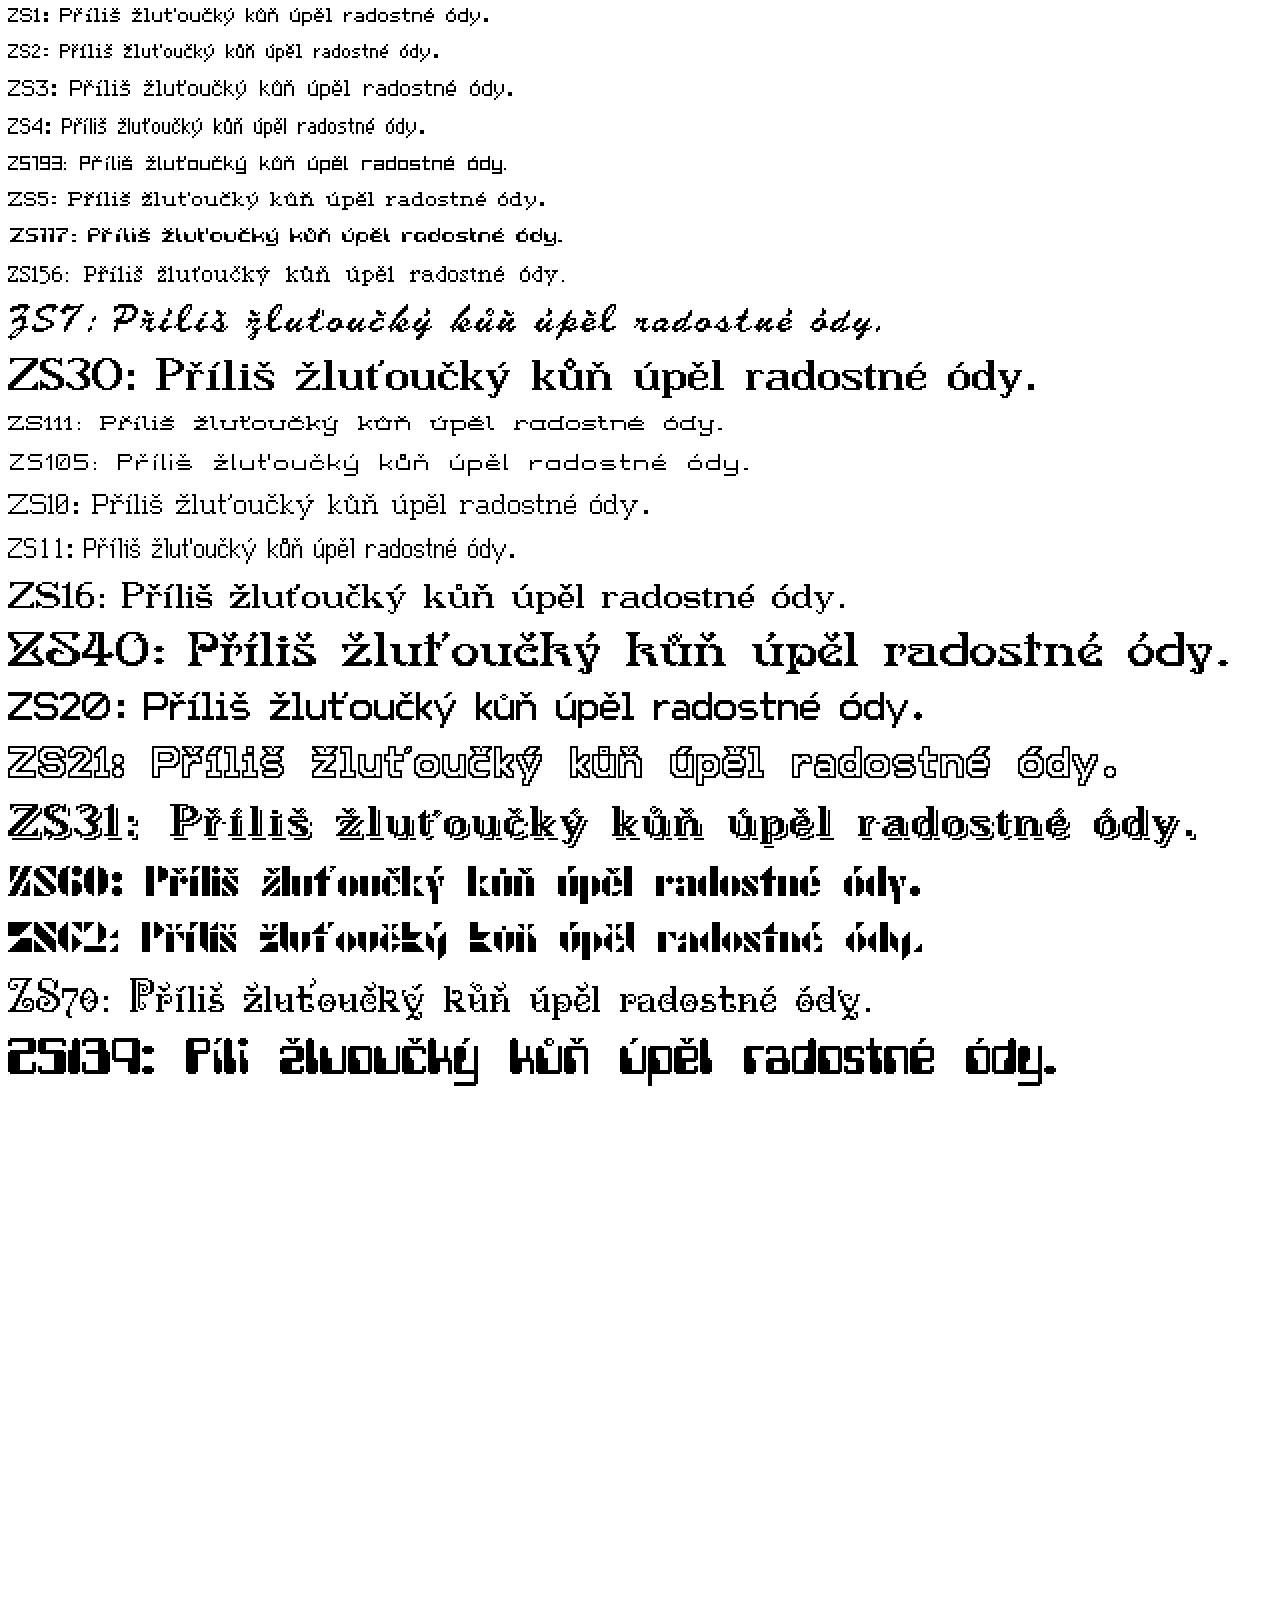 ZS1: Příliš žluťoučký kůň úpěl radostné ódy.
ZS2: Příliš žluťoučký kůň úpěl radostné ódy.
ZS3: Příliš žluťoučký kůň úpěl radostné ódy.
ZS4: Příliš žluťoučký kůň úpěl radostné ódy.
ZS193: Příliš žluťoučký kůň úpěl radostné ódy.
ZS5: Příliš žluťoučký kůň úpěl radostné ódy.
ZS117: Příliš žluťoučký kůň úpěl radostné ódy.
ZS156: Příliš žluťoučký kůň úpěl radostné ódy.
ZS7: Příliš žluťoučký kůň úpěl radostné ódy.
ZS30: Příliš žluťoučký kůň úpěl radostné ódy.
ZS111: Příliš žluťoučký kůň úpěl radostné ódy.
ZS105: Příliš žluťoučký kůň úpěl radostné ódy.
ZS10: Příliš žluťoučký kůň úpěl radostné ódy.
ZS11: Příliš žluťoučký kůň úpěl radostné ódy.
ZS16: Příliš žluťoučký kůň úpěl radostné ódy.
ZS40: Příliš žluťoučký kůň úpěl radostné ódy.
ZS20: Příliš žluťoučký kůň úpěl radostné ódy.
ZS21: Příliš žluťoučký kůň úpěl radostné ódy.
ZS31: Příliš žluťoučký kůň úpěl radostné ódy.
ZS60: Příliš žluťoučký kůň úpěl radostné ódy.
ZS62: Příliš žluťoučký kůň úpěl radostné ódy.
ZS70: Příliš žluťoučký kůň úpěl radostné ódy.
ZS139: Píli žluoučký kůň úpěl radostné ódy.